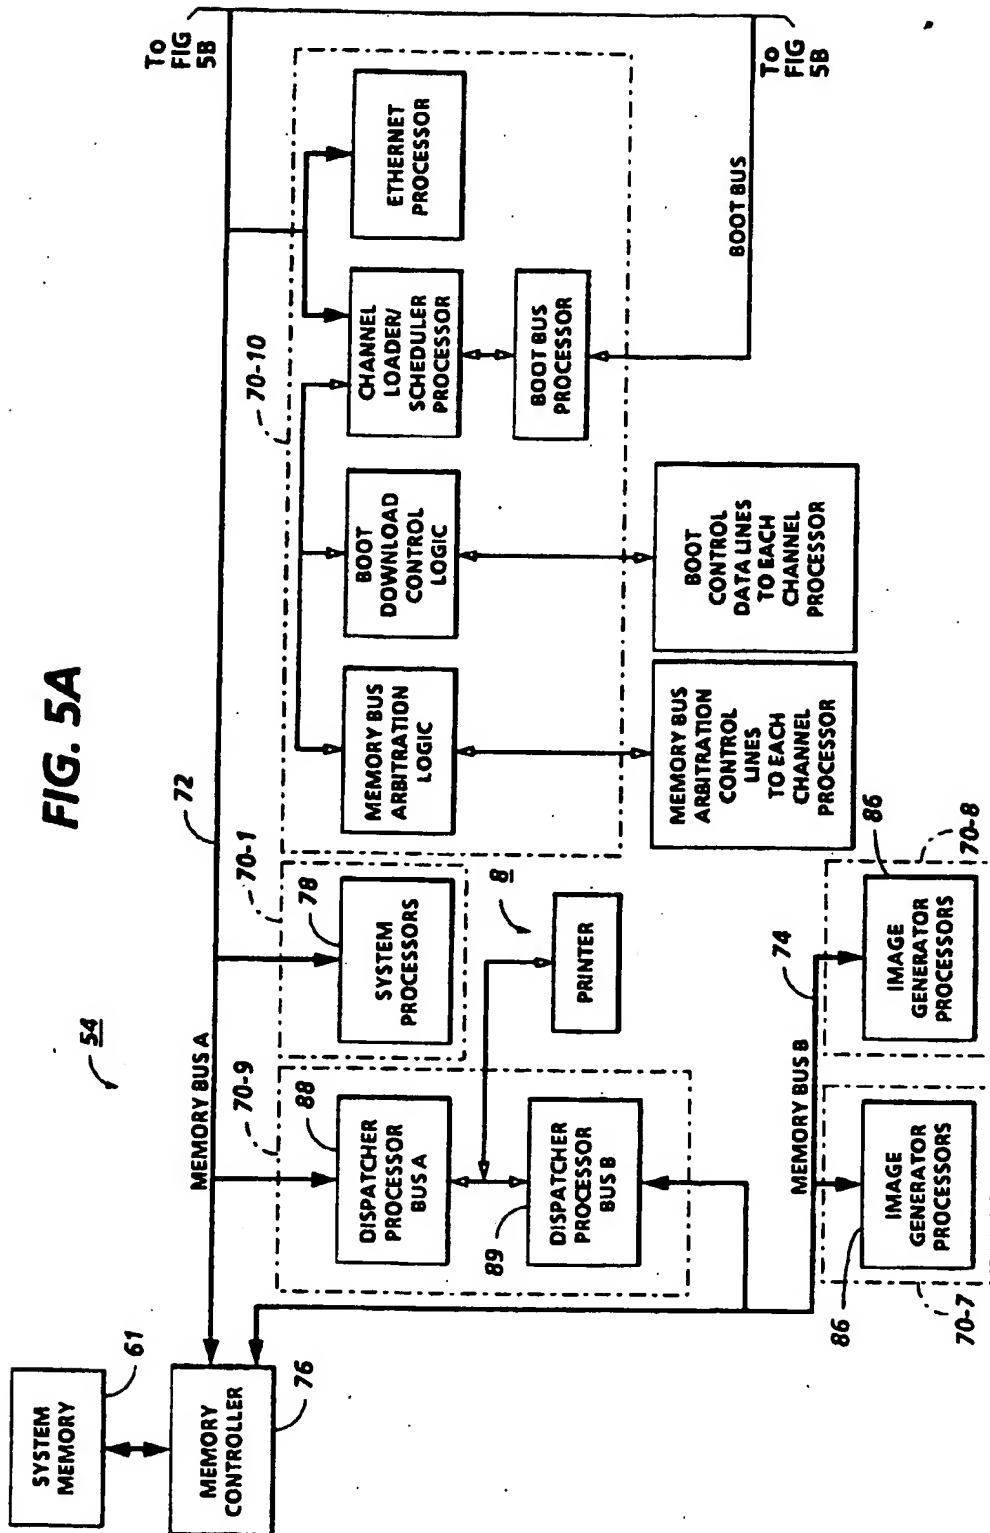 FIG. 5A
54
SYSTEM
MEMORY
61
MEMORY
CONTROLLER
76
MEMORY BUS A
72
To
FIG
5B
70-9
88
DISPATCHER
PROCESSOR
BUS A
89
DISPATCHER
PROCESSOR
BUS B
70-1
78
SYSTEM
PROCESSORS
8
PRINTER
70-10
MEMORY BUS
ARBITRATION
LOGIC
BOOT
DOWNLOAD
CONTROL
LOGIC
CHANNEL
LOADER/
SCHEDULER
PROCESSOR
ETHERNET
PROCESSOR
BOOT BUS
PROCESSOR
MEMORY BUS
ARBITRATION
CONTROL
LINES
TO EACH
CHANNEL
PROCESSOR
BOOT
CONTROL
DATA LINES
TO EACH
CHANNEL
PROCESSOR
BOOT BUS
To
FIG
5B
MEMORY BUS B
74
86
IMAGE
GENERATOR
PROCESSORS
70-7
86
IMAGE
GENERATOR
PROCESSORS
70-8